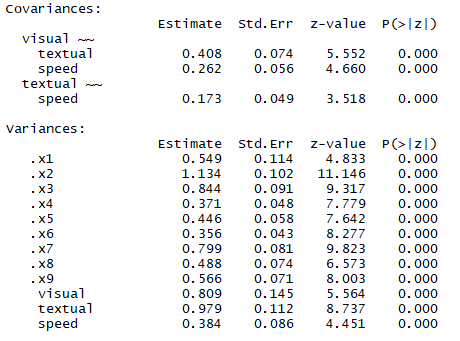 Covariances:
                   Estimate  Std.Err  z-value  P(>|z|)
  visual ~~
    textual           0.408    0.074    5.552    0.000
    speed             0.262    0.056    4.660    0.000
  textual ~~
    speed             0.173    0.049    3.518    0.000
Variances:
                   Estimate  Std.Err  z-value  P(>|z|)
   .x1                0.549    0.114    4.833    0.000
   .x2                1.134    0.102   11.146    0.000
   .x3                0.844    0.091    9.317    0.000
   .x4                0.371    0.048    7.779    0.000
   .x5                0.446    0.058    7.642    0.000
   .x6                0.356    0.043    8.277    0.000
   .x7                0.799    0.081    9.823    0.000
   .x8                0.488    0.074    6.573    0.000
   .x9                0.566    0.071    8.003    0.000
    visual            0.809    0.145    5.564    0.000
    textual           0.979    0.112    8.737    0.000
    speed             0.384    0.086    4.451    0.000